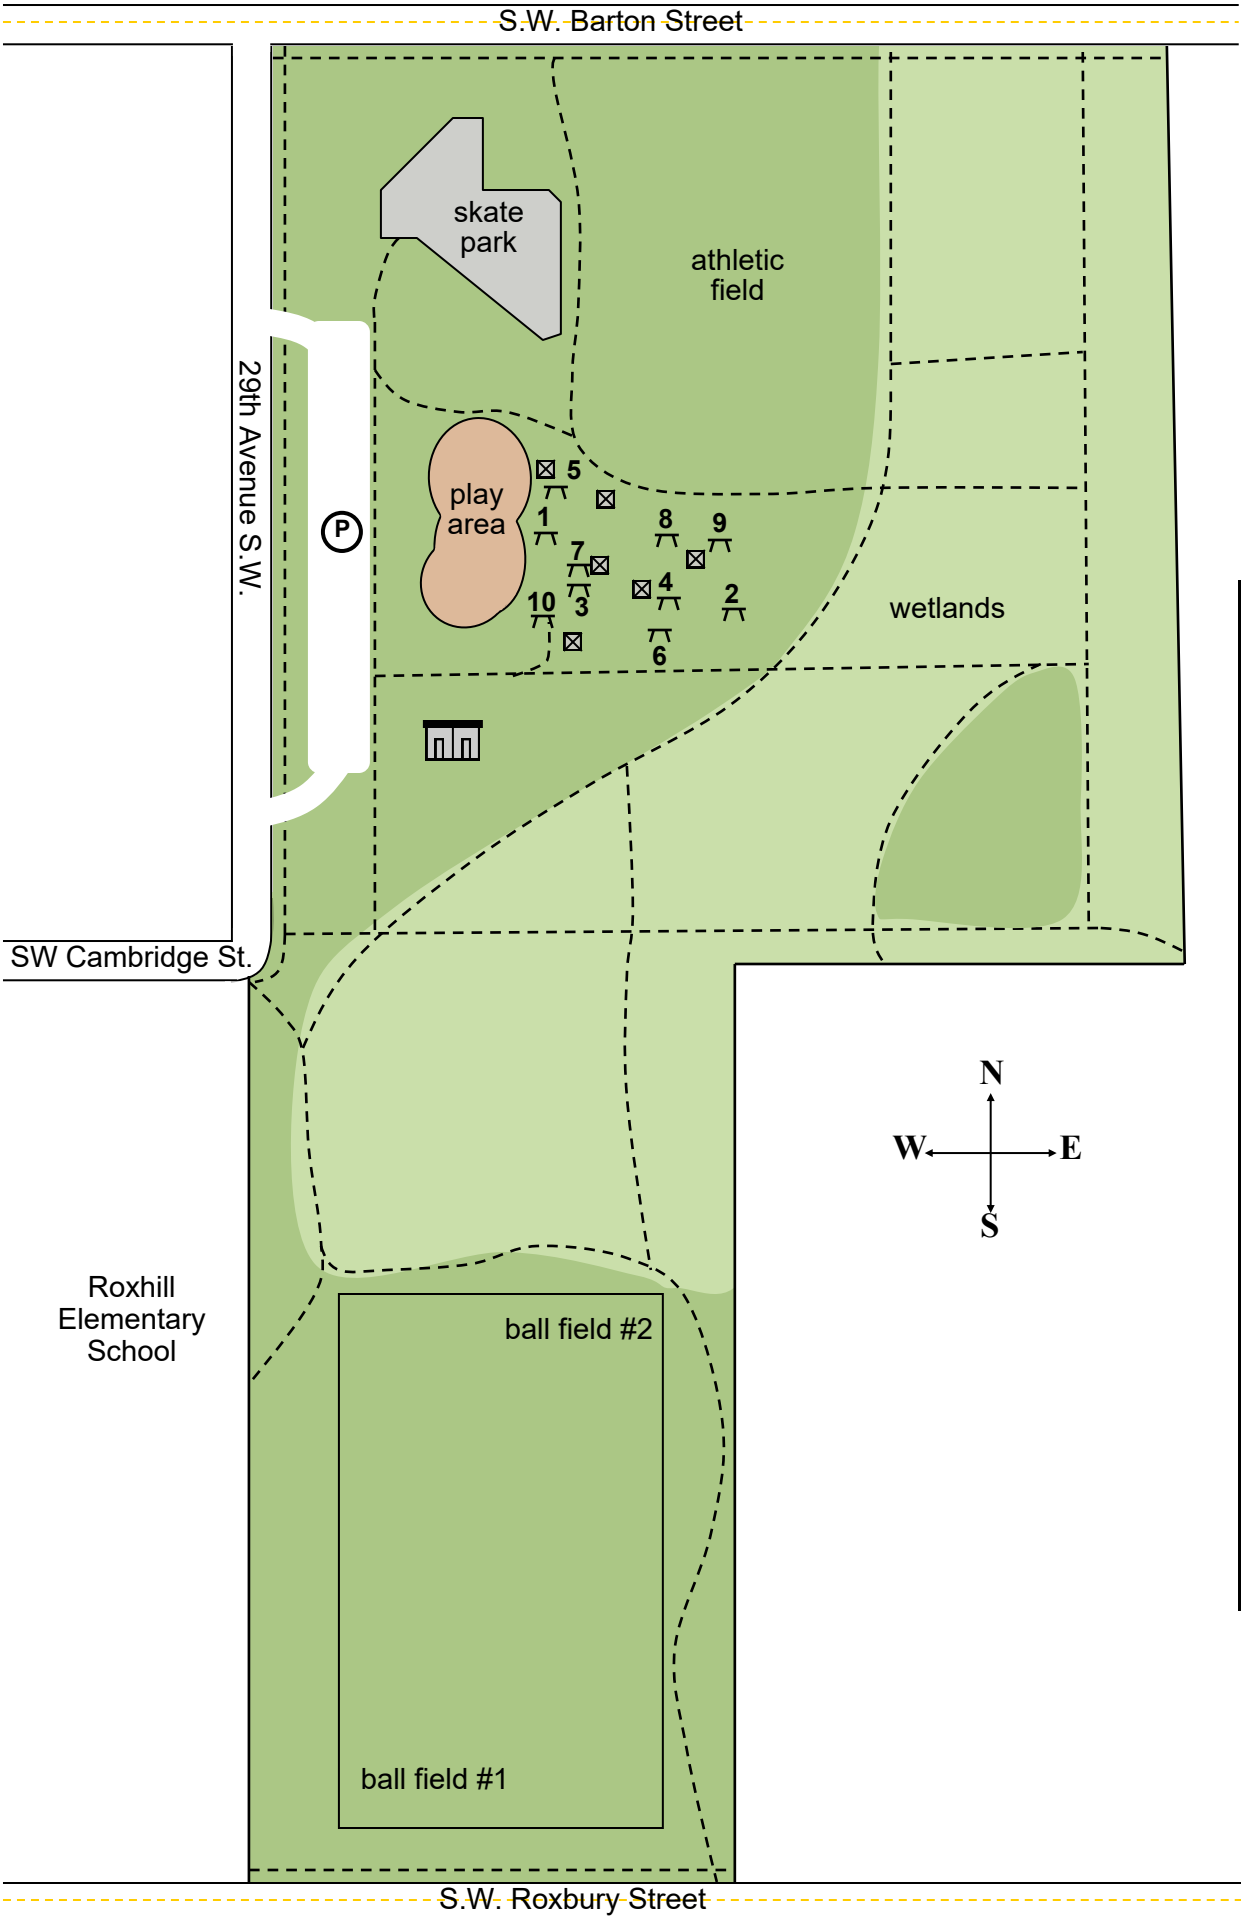 S.W. Barton Street
skate
park
athletic
field
29th Avenue S.W.
play
area
5
1
8
9
P
7
4
10
3
2
wetlands
6
SW Cambridge St.
N
W
E
S
Roxhill
Elementary
School
ball field #2
ball field #1
S.W. Roxbury Street